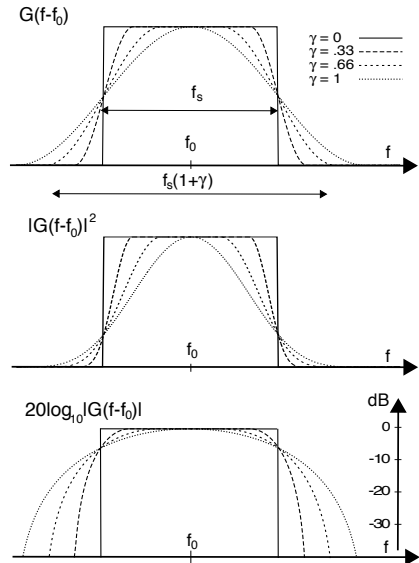 G(f-f₀)
γ = 0
γ = .33
γ = .66
γ = 1
fₛ
f₀
f
fₛ(1+γ)
|G(f-f₀)|²
f₀
f
20log₁₀|G(f-f₀)|
dB
0
-10
-20
-30
f₀
f